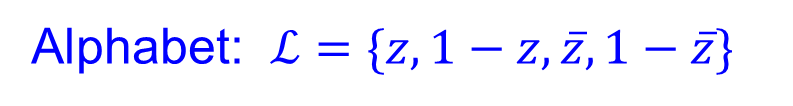 Alphabet: ℒ = {𝑧, 1 − 𝑧, 𝑧̄, 1 − 𝑧̄}